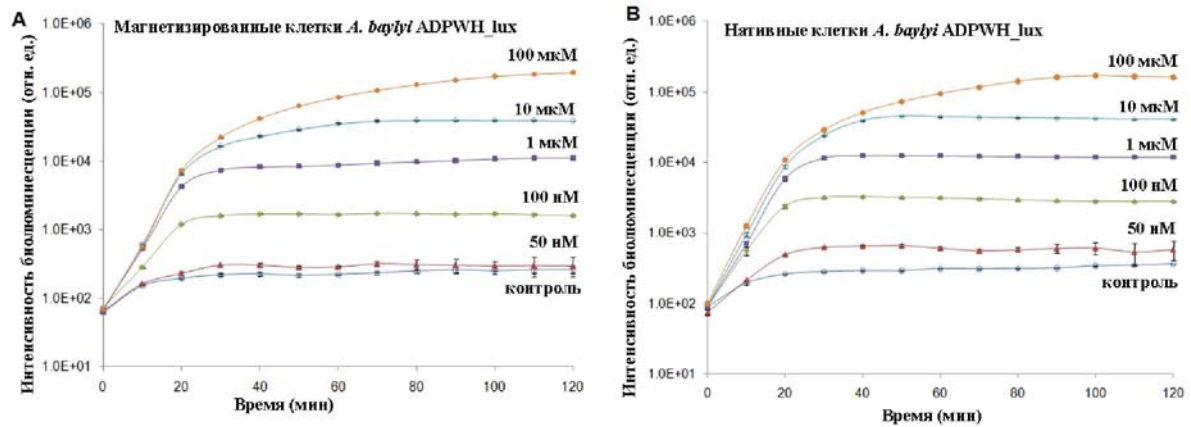 A
Магнетизированные клетки A. baylyi ADPWH_lux
Интенсивность биолюминесценции (отн. ед.)
1.0E+06
1.0E+05
1.0E+04
1.0E+03
1.0E+02
1.0E+01
100 мкМ
10 мкМ
1 мкМ
100 нМ
50 нМ
контроль
0 20 40 60 80 100 120
Время (мин)
B
Нативные клетки A. baylyi ADPWH_lux
Интенсивность биолюминесценции (отн. ед.)
1.0E+06
1.0E+05
1.0E+04
1.0E+03
1.0E+02
1.0E+01
100 мкМ
10 мкМ
1 мкМ
100 нМ
50 нМ
контроль
0 20 40 60 80 100 120
Время (мин)